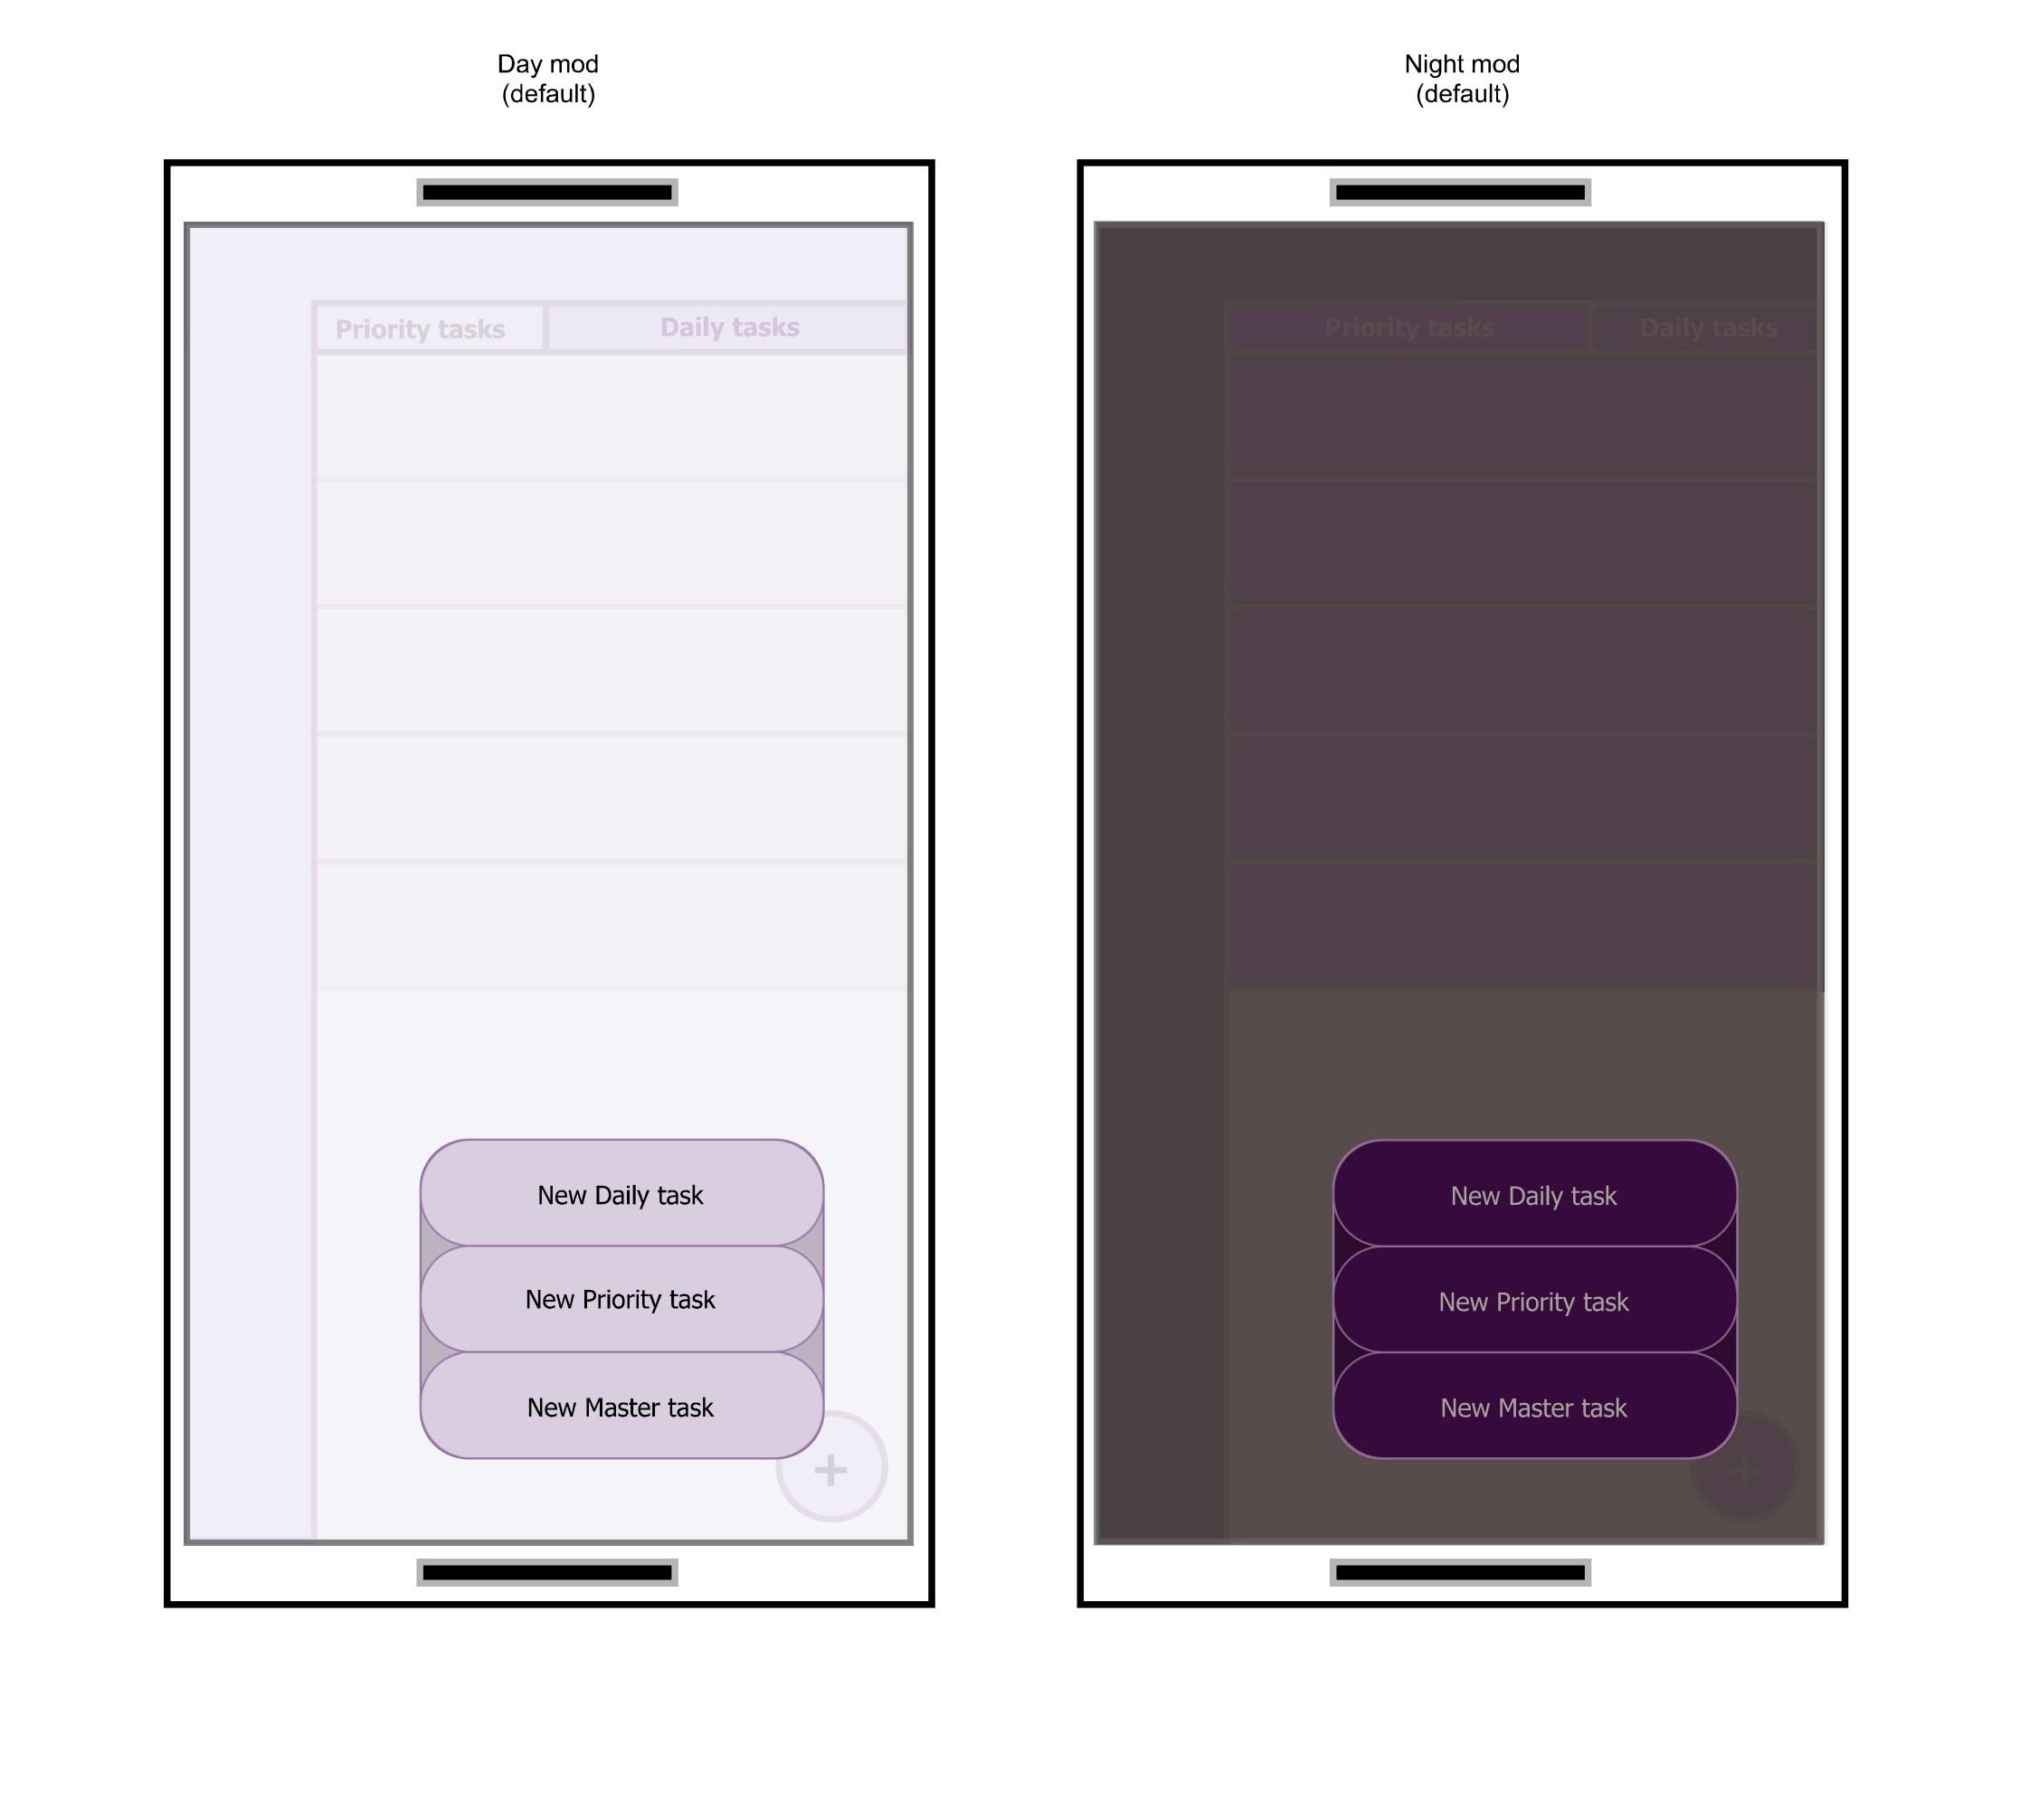 Day mod
(default)
Night mod
(default)
Priority tasks
Daily tasks
Priority tasks
Daily tasks
New Daily task
New Priority task
New Master task
+
New Daily task
New Priority task
New Master task
+